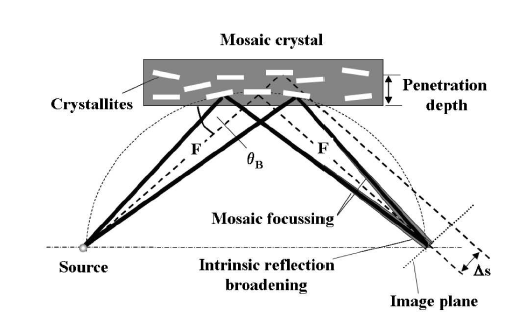 Mosaic crystal
Crystallites
Penetration
depth
F
θB
F
Mosaic focussing
Source
Intrinsic reflection
broadening
Δs
Image plane